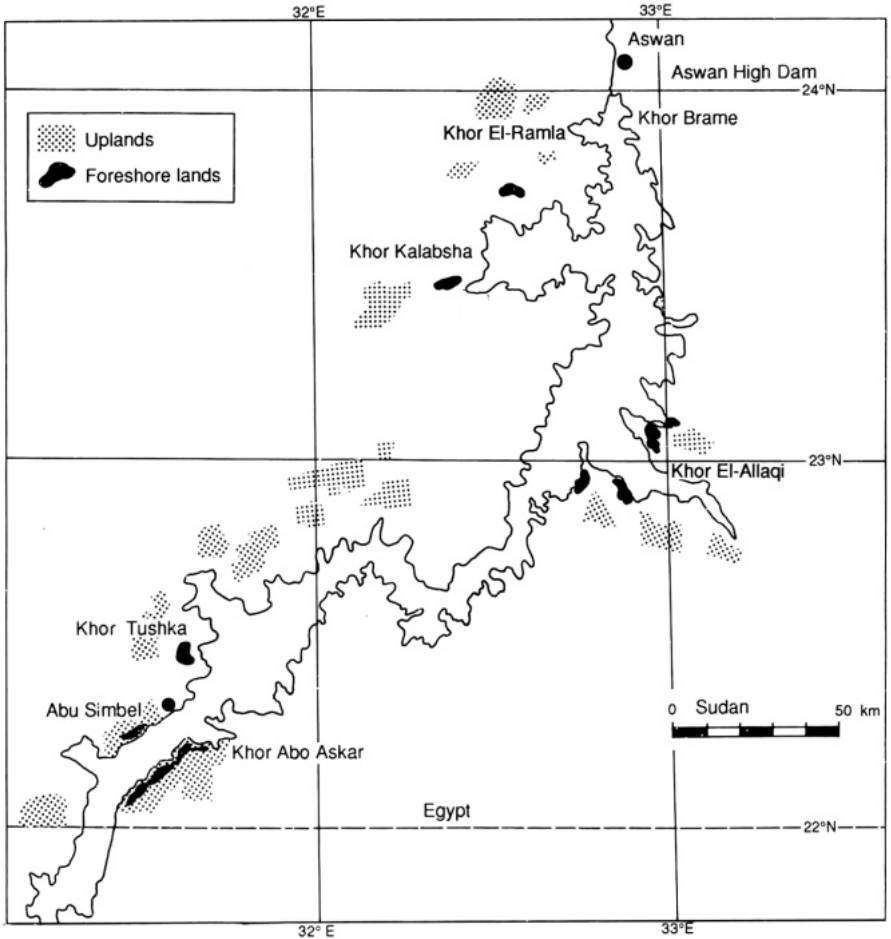 32°E
33°E
Aswan
Aswan High Dam
24°N
Khor Brame
Khor El-Ramla
Uplands
Foreshore lands
Khor Kalabsha
23°N
Khor El-Allaqi
Khor Tushka
Abu Simbel
0 Sudan 50 km
Khor Abo Askar
Egypt
22°N
32°E
33°E